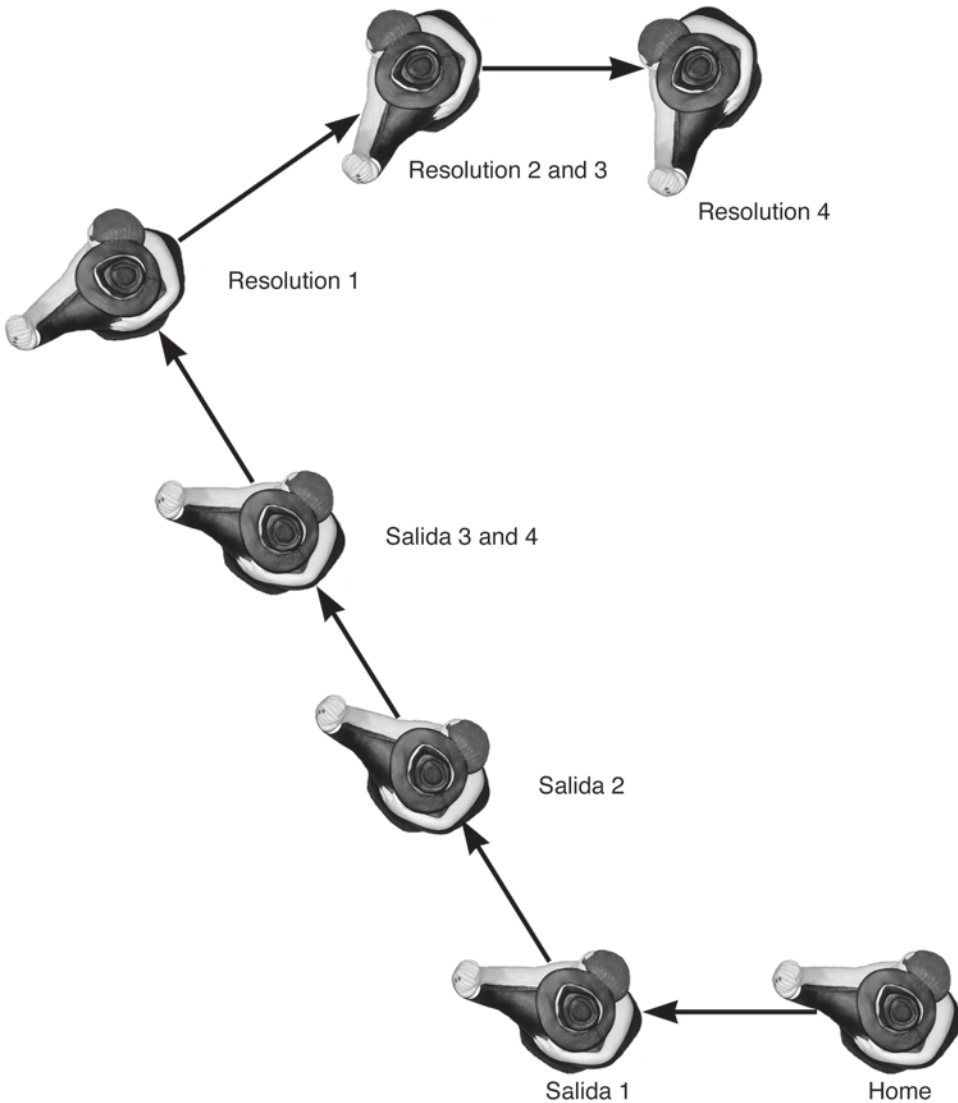 Resolution 2 and 3
Resolution 4
Resolution 1
Salida 3 and 4
Salida 2
Salida 1
Home